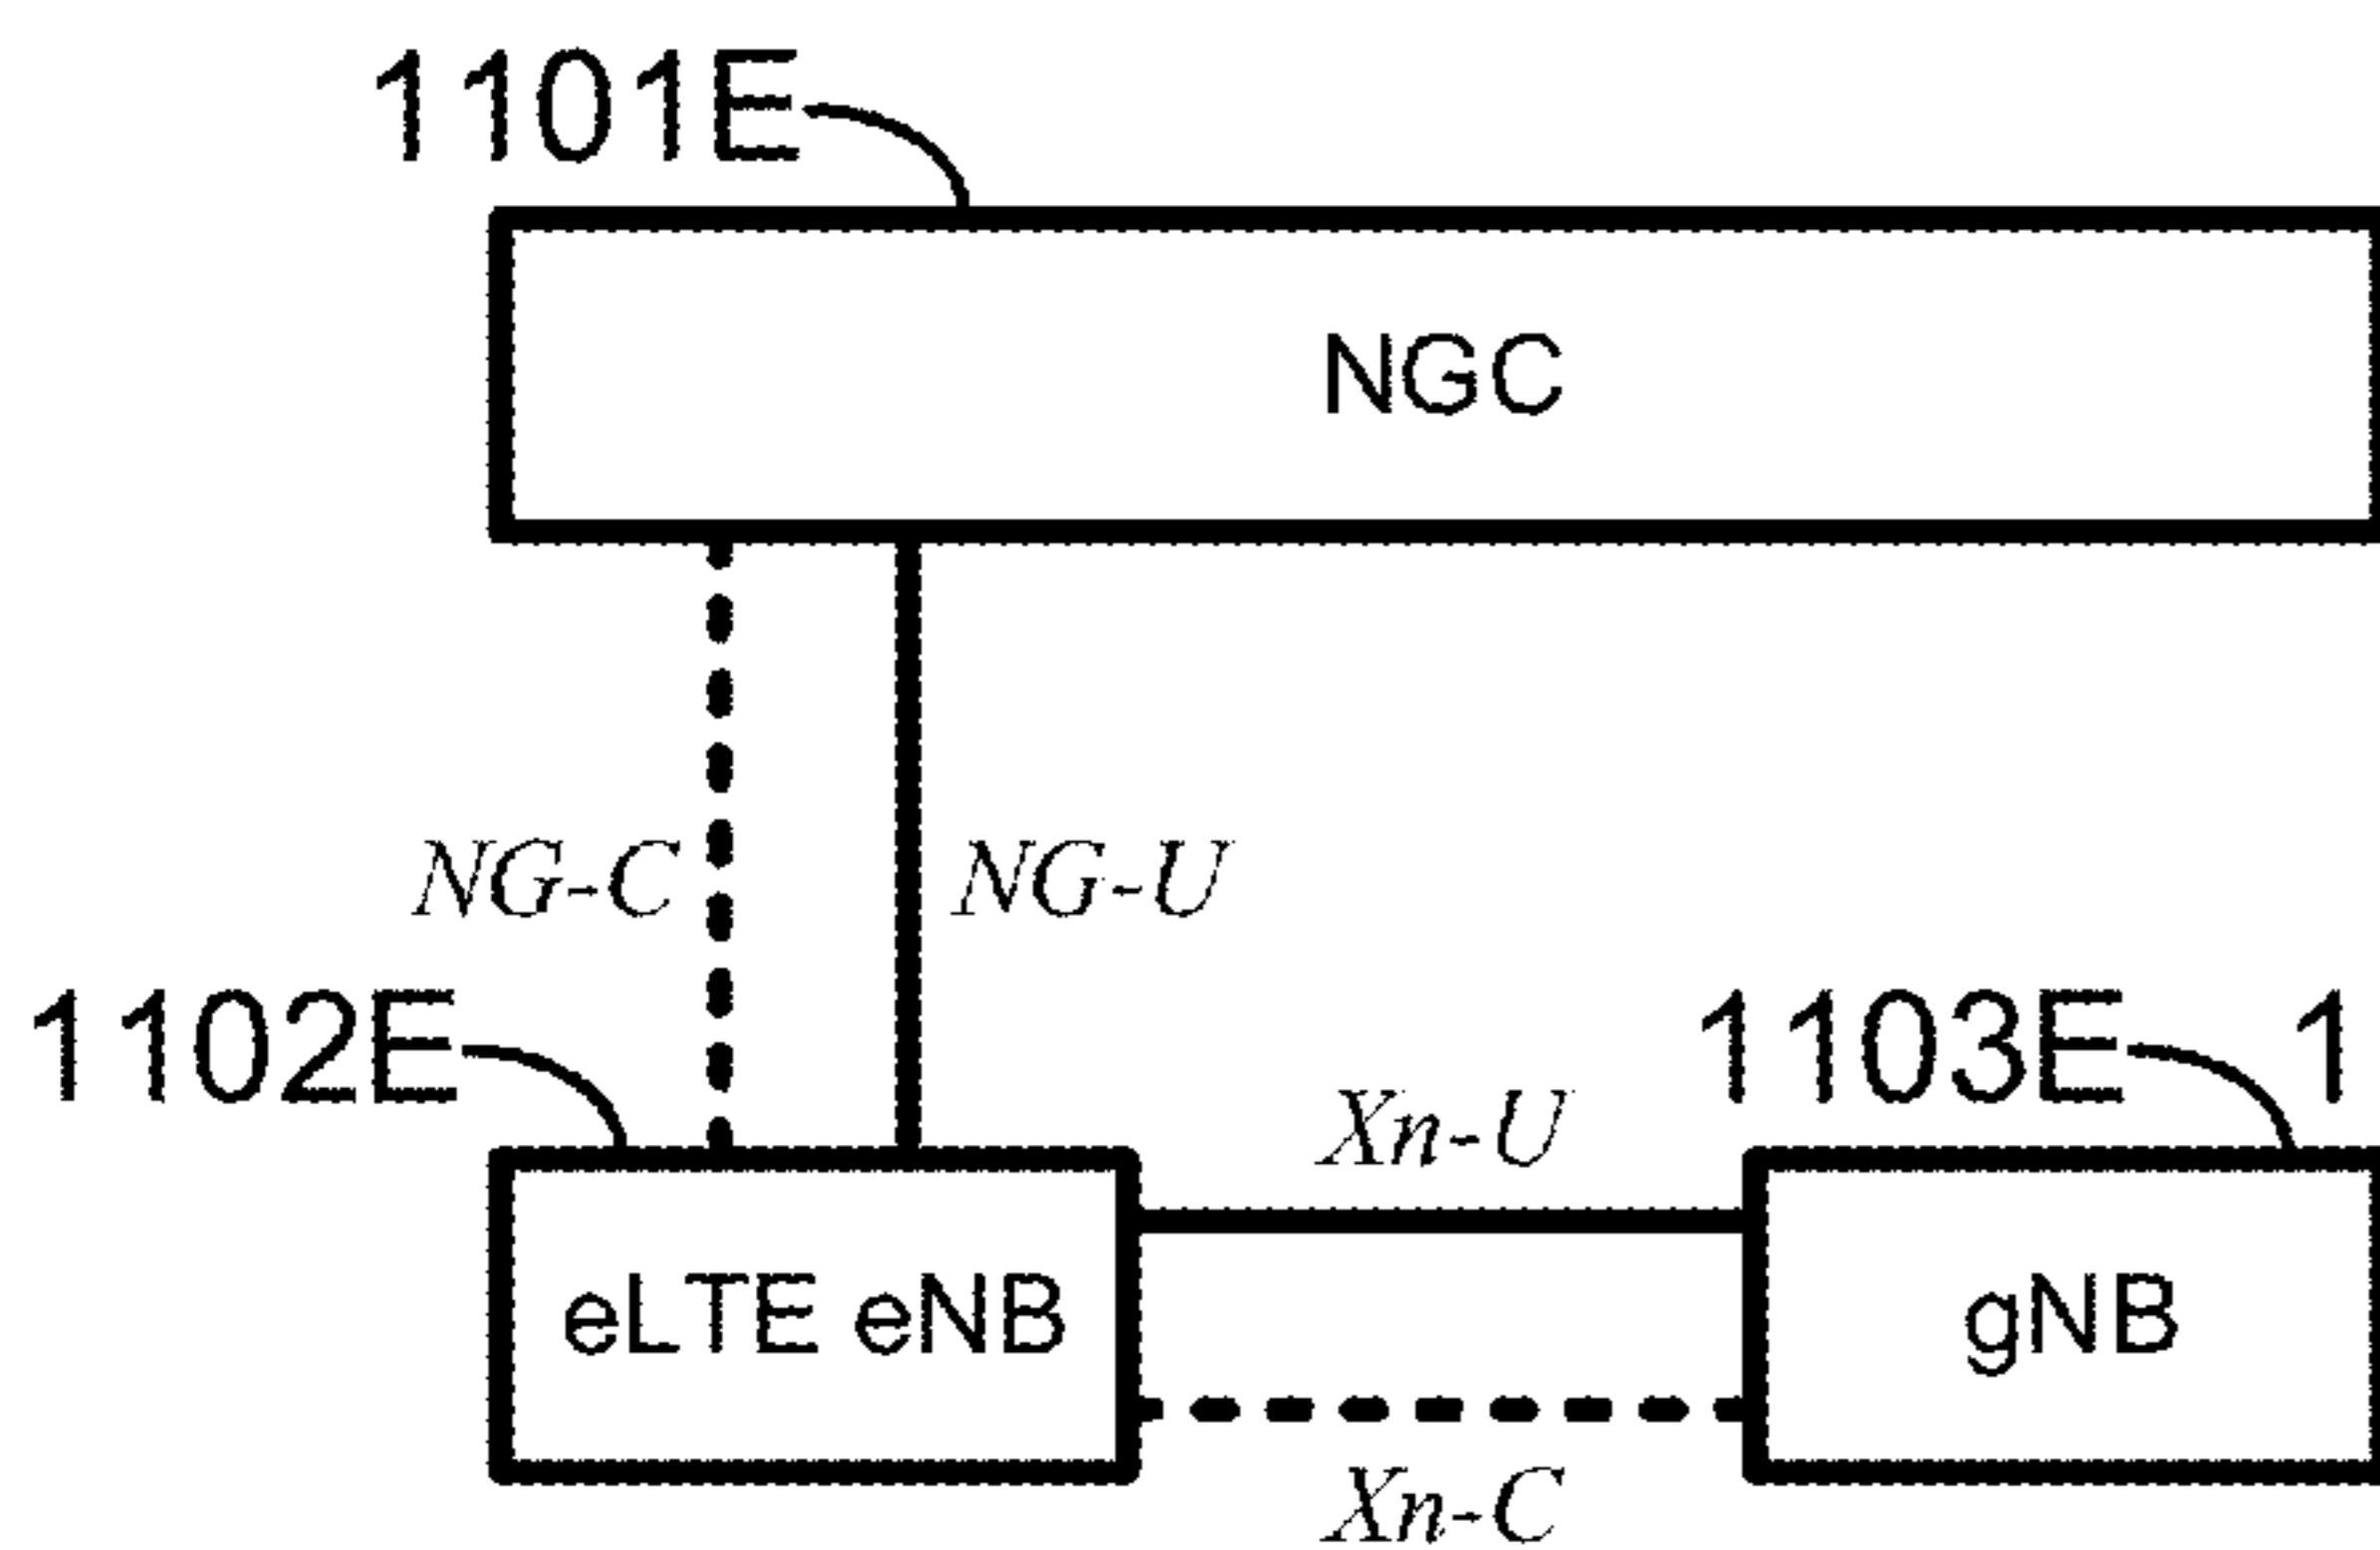 1101E
NGC
NG-C NG-U
1102E 1103E 1
Xn-U
eLTE eNB gNB
Xn-C